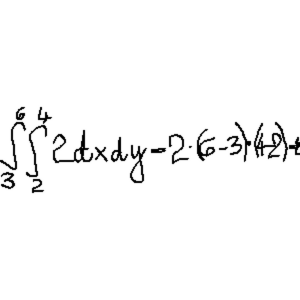 ∫₃⁶ ∫₂⁴ 2dxdy = 2·(6-3)·(4-2)=